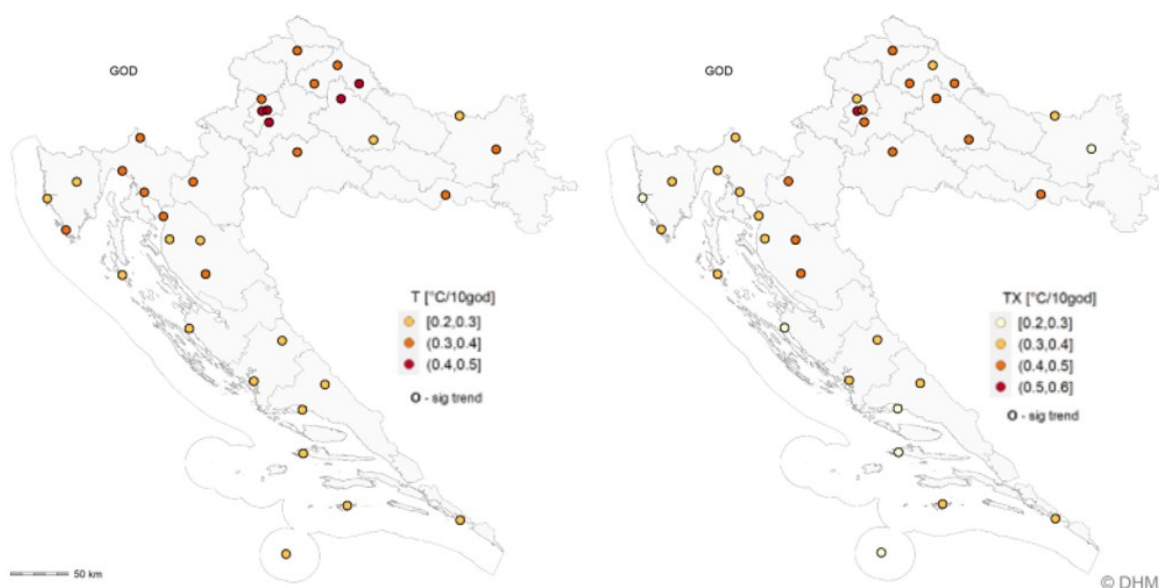 GOD
T [°C/10god]
[0.2,0.3]
(0.3,0.4]
(0.4,0.5]
O - sig trend
50 km
GOD
TX [°C/10god]
[0.2,0.3]
(0.3,0.4]
(0.4,0.5]
(0.5,0.6]
O - sig trend
© DHM